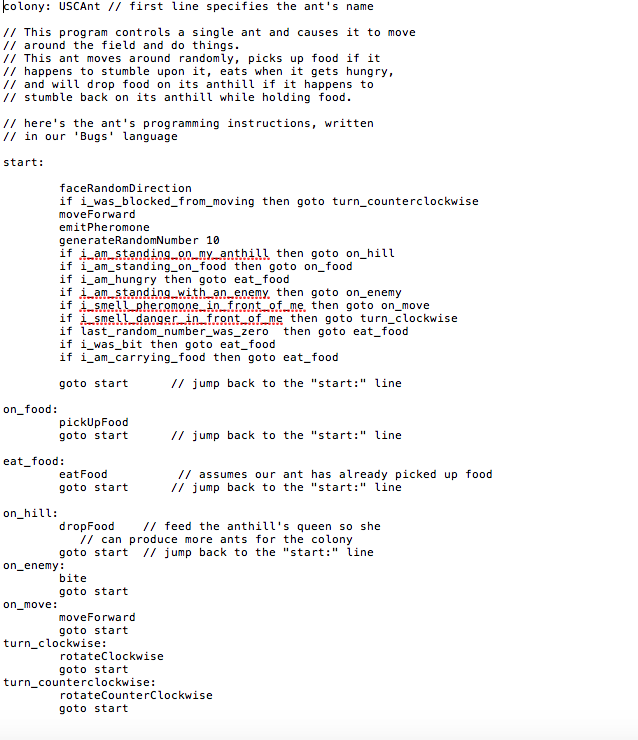 colony: USCAnt // first line specifies the ant's name
// This program controls a single ant and causes it to move
// around the field and do things.
// This ant moves around randomly, picks up food if it
// happens to stumble upon it, eats when it gets hungry,
// and will drop food on its anthill if it happens to
// stumble back on its anthill while holding food.
// here's the ant's programming instructions, written
// in our 'Bugs' language
start:
faceRandomDirection
if i_was_blocked_from_moving then goto turn_counterclockwise
moveForward
emitPheromone
generateRandomNumber 10
if i_am_standing_on_my_anthill then goto on_hill
if i_am_standing_on_food then goto on_food
if i_am_hungry then goto eat_food
if i_am_standing_with_an_enemy then goto on_enemy
if i_smell_pheromone_in_front_of_me then goto on_move
if i_smell_danger_in_front_of_me then goto turn_clockwise
if last_random_number_was_zero  then goto eat_food
if i_was_bit then goto eat_food
if i_am_carrying_food then goto eat_food
goto start      // jump back to the "start:" line
on_food:
pickUpFood
goto start      // jump back to the "start:" line
eat_food:
eatFood          // assumes our ant has already picked up food
goto start      // jump back to the "start:" line
on_hill:
dropFood    // feed the anthill's queen so she
// can produce more ants for the colony
goto start  // jump back to the "start:" line
on_enemy:
bite
goto start
on_move:
moveForward
goto start
turn_clockwise:
rotateClockwise
goto start
turn_counterclockwise:
rotateCounterClockwise
goto start